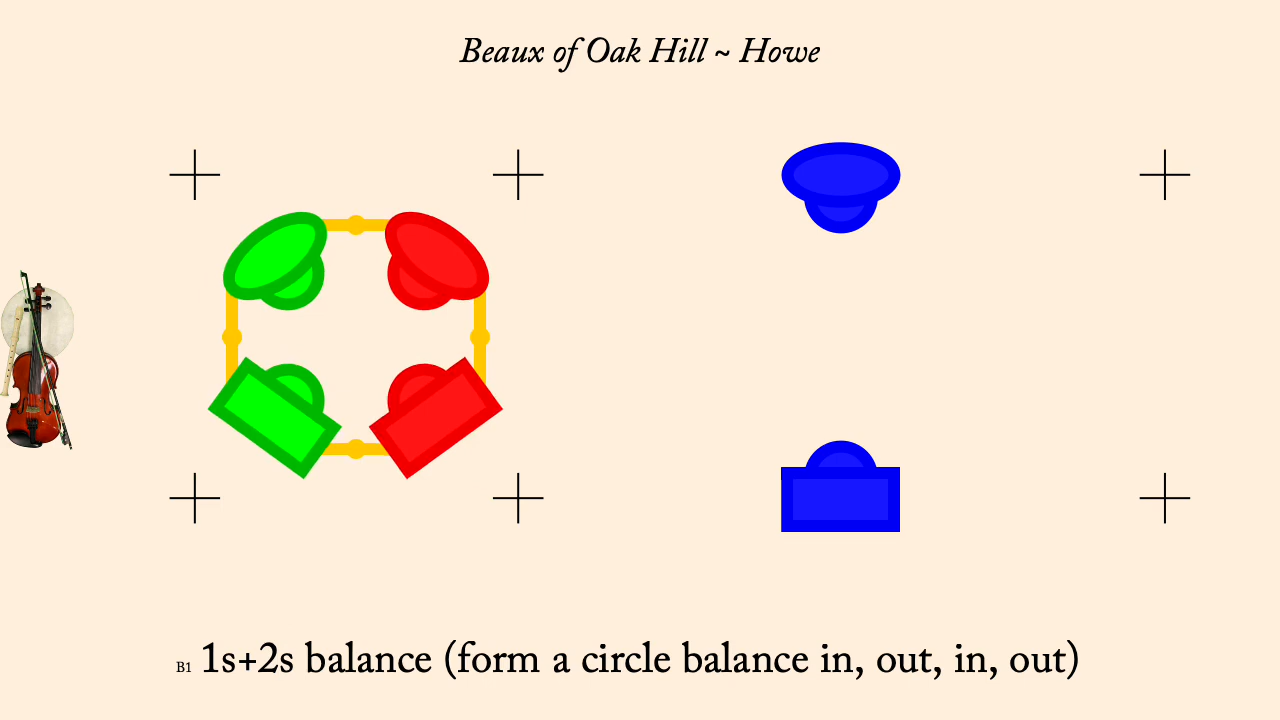 Beaux of Oak Hill ~ Howe
B1 1s+2s balance (form a circle balance in, out, in, out)